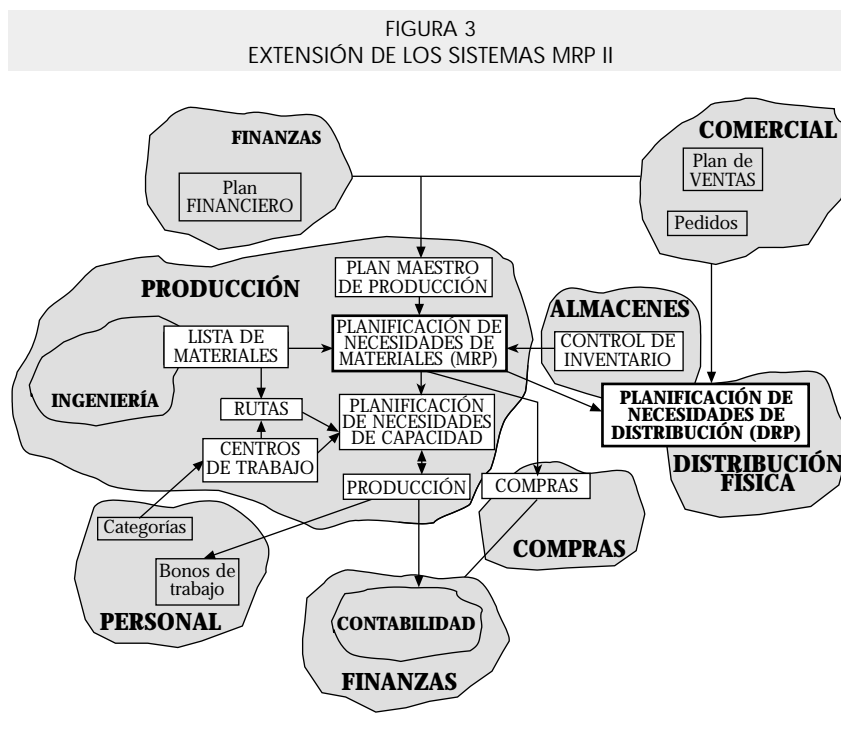 FIGURA 3
EXTENSIÓN DE LOS SISTEMAS MRP II
FINANZAS
Plan
FINANCIERO
COMERCIAL
Plan de
VENTAS
Pedidos
PRODUCCIÓN
PLAN MAESTRO
DE PRODUCCIÓN
ALMACENES
CONTROL DE
INVENTARIO
LISTA DE
MATERIALES
PLANIFICACIÓN DE
NECESIDADES DE
MATERIALES (MRP)
INGENIERÍA
RUTAS
PLANIFICACIÓN
DE NECESIDADES
DE CAPACIDAD
PLANIFICACIÓN DE
NECESIDADES DE
DISTRIBUCIÓN (DRP)
CENTROS
DE TRABAJO
DISTRIBUCIÓN
FÍSICA
PRODUCCIÓN
COMPRAS
COMPRAS
Categorías
Bonos de
trabajo
PERSONAL
CONTABILIDAD
FINANZAS